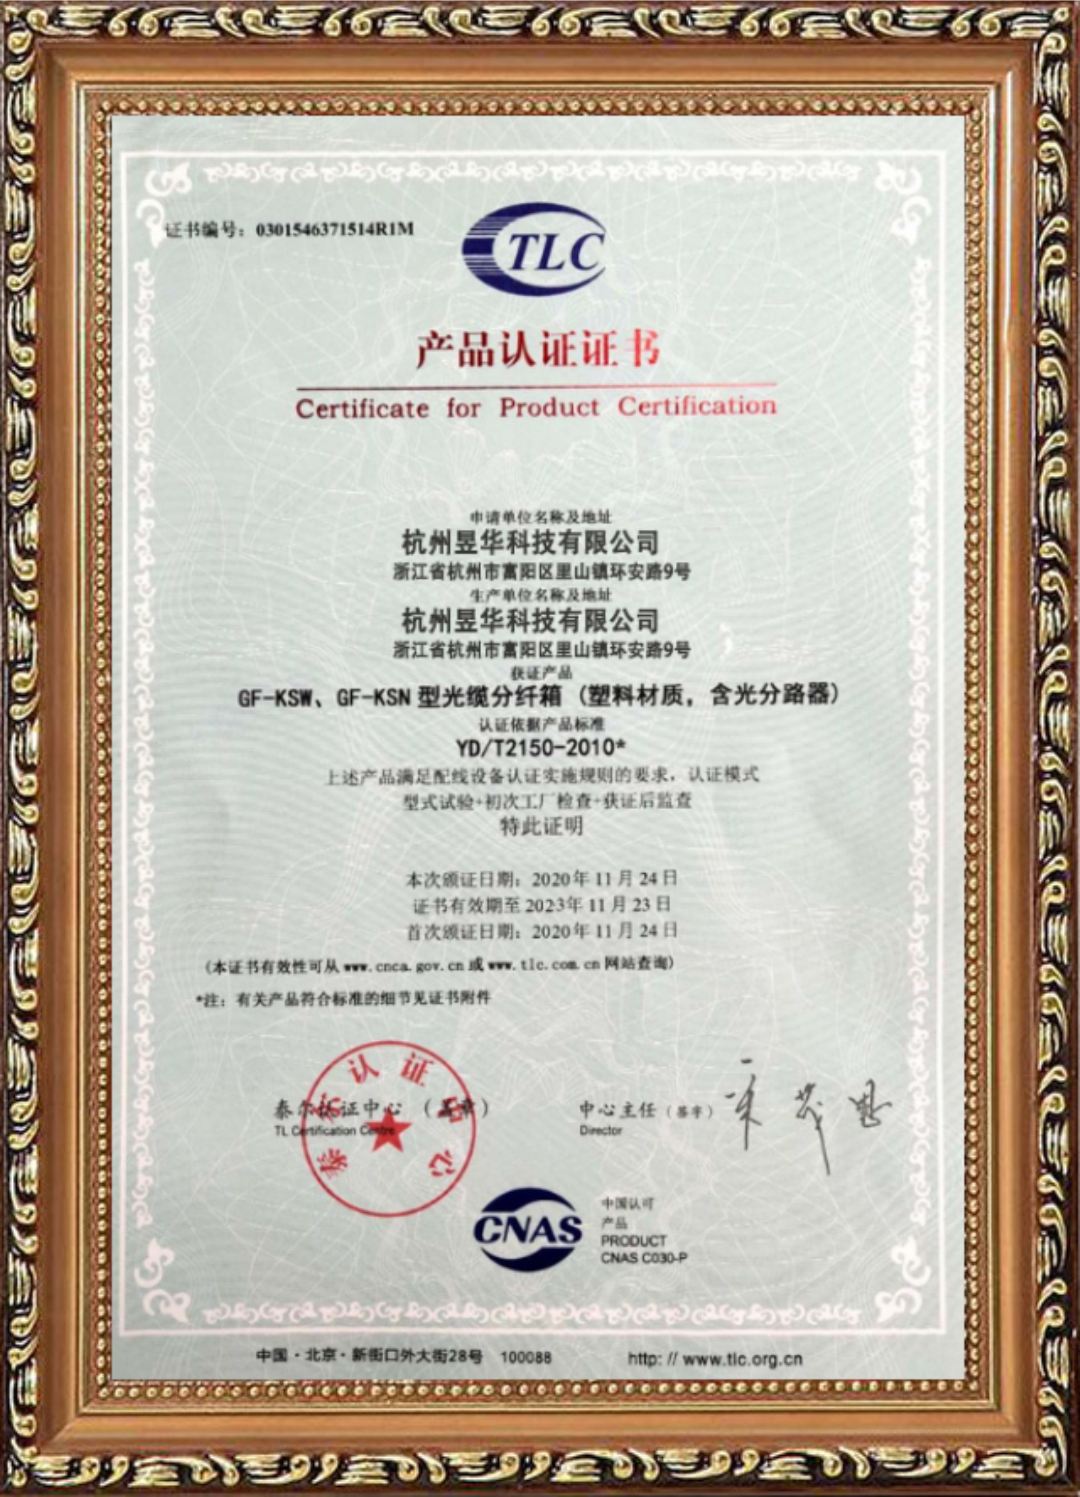 证书编号：0301546371514R1M
TLC
产品认证证书
Certificate for Product Certification
申请单位名称及地址
杭州昱华科技有限公司
浙江省杭州市富阳区里山镇环安路9号
生产单位名称及地址
杭州昱华科技有限公司
浙江省杭州市富阳区里山镇环安路9号
获证产品
GF-KSW、GF-KSN 型光缆分纤箱（塑料材质，含光分路器）
认证依据产品标准
YD/T2150-2010*
上述产品满足配线设备认证实施规则的要求，认证模式
型式试验+初次工厂检查+获证后监查
特此证明
本次颁证日期：2020年11月24日
证书有效期至2023年11月23日
首次颁证日期：2020年11月24日
（本证书有效性可从www.cnca.gov.cn或www.tlc.com.cn网站查询）
*注：有关产品符合标准的细节见证书附件
泰尔认证中心
泰尔认证中心（盖章）
TL Certification Centre
中心主任（签字）
Director
CNAS
中国认可
产品
PRODUCT
CNAS C030-P
中国·北京·新街口外大街28号 100088
http: // www.tlc.org.cn